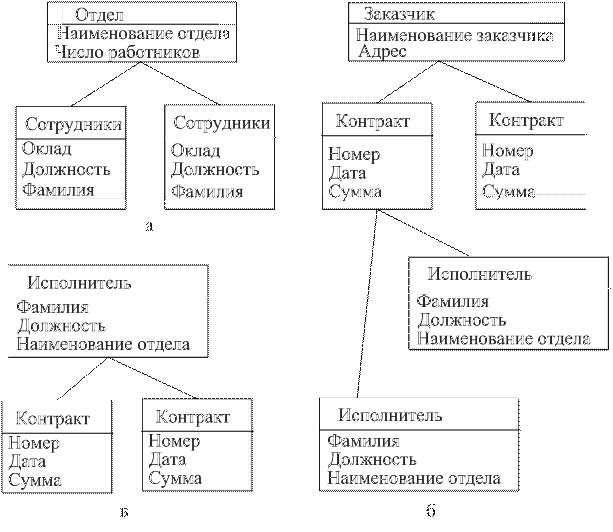 Отдел
Наименование отдела
Число работников
Сотрудники
Оклад
Должность
Фамилия
Сотрудники
Оклад
Должность
Фамилия
а
Заказчик
Наименование заказчика
Адрес
Контракт
Номер
Дата
Сумма
Контракт
Номер
Дата
Сумма
Исполнитель
Фамилия
Должность
Наименование отдела
Исполнитель
Фамилия
Должность
Наименование отдела
б
Исполнитель
Фамилия
Должность
Наименование отдела
Контракт
Номер
Дата
Сумма
Контракт
Номер
Дата
Сумма
в